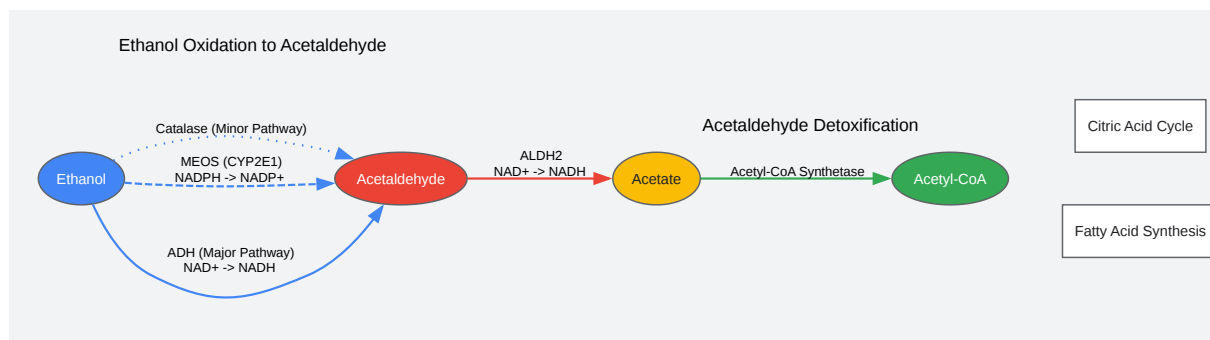 Ethanol Oxidation to Acetaldehyde
Catalase (Minor Pathway)
MEOS (CYP2E1)
NADPH -> NADP+
Ethanol
Acetaldehyde
ADH (Major Pathway)
NAD+ -> NADH
ALDH2
NAD+ -> NADH
Acetate
Acetaldehyde Detoxification
Acetyl-CoA Synthetase
Acetyl-CoA
Citric Acid Cycle
Fatty Acid Synthesis